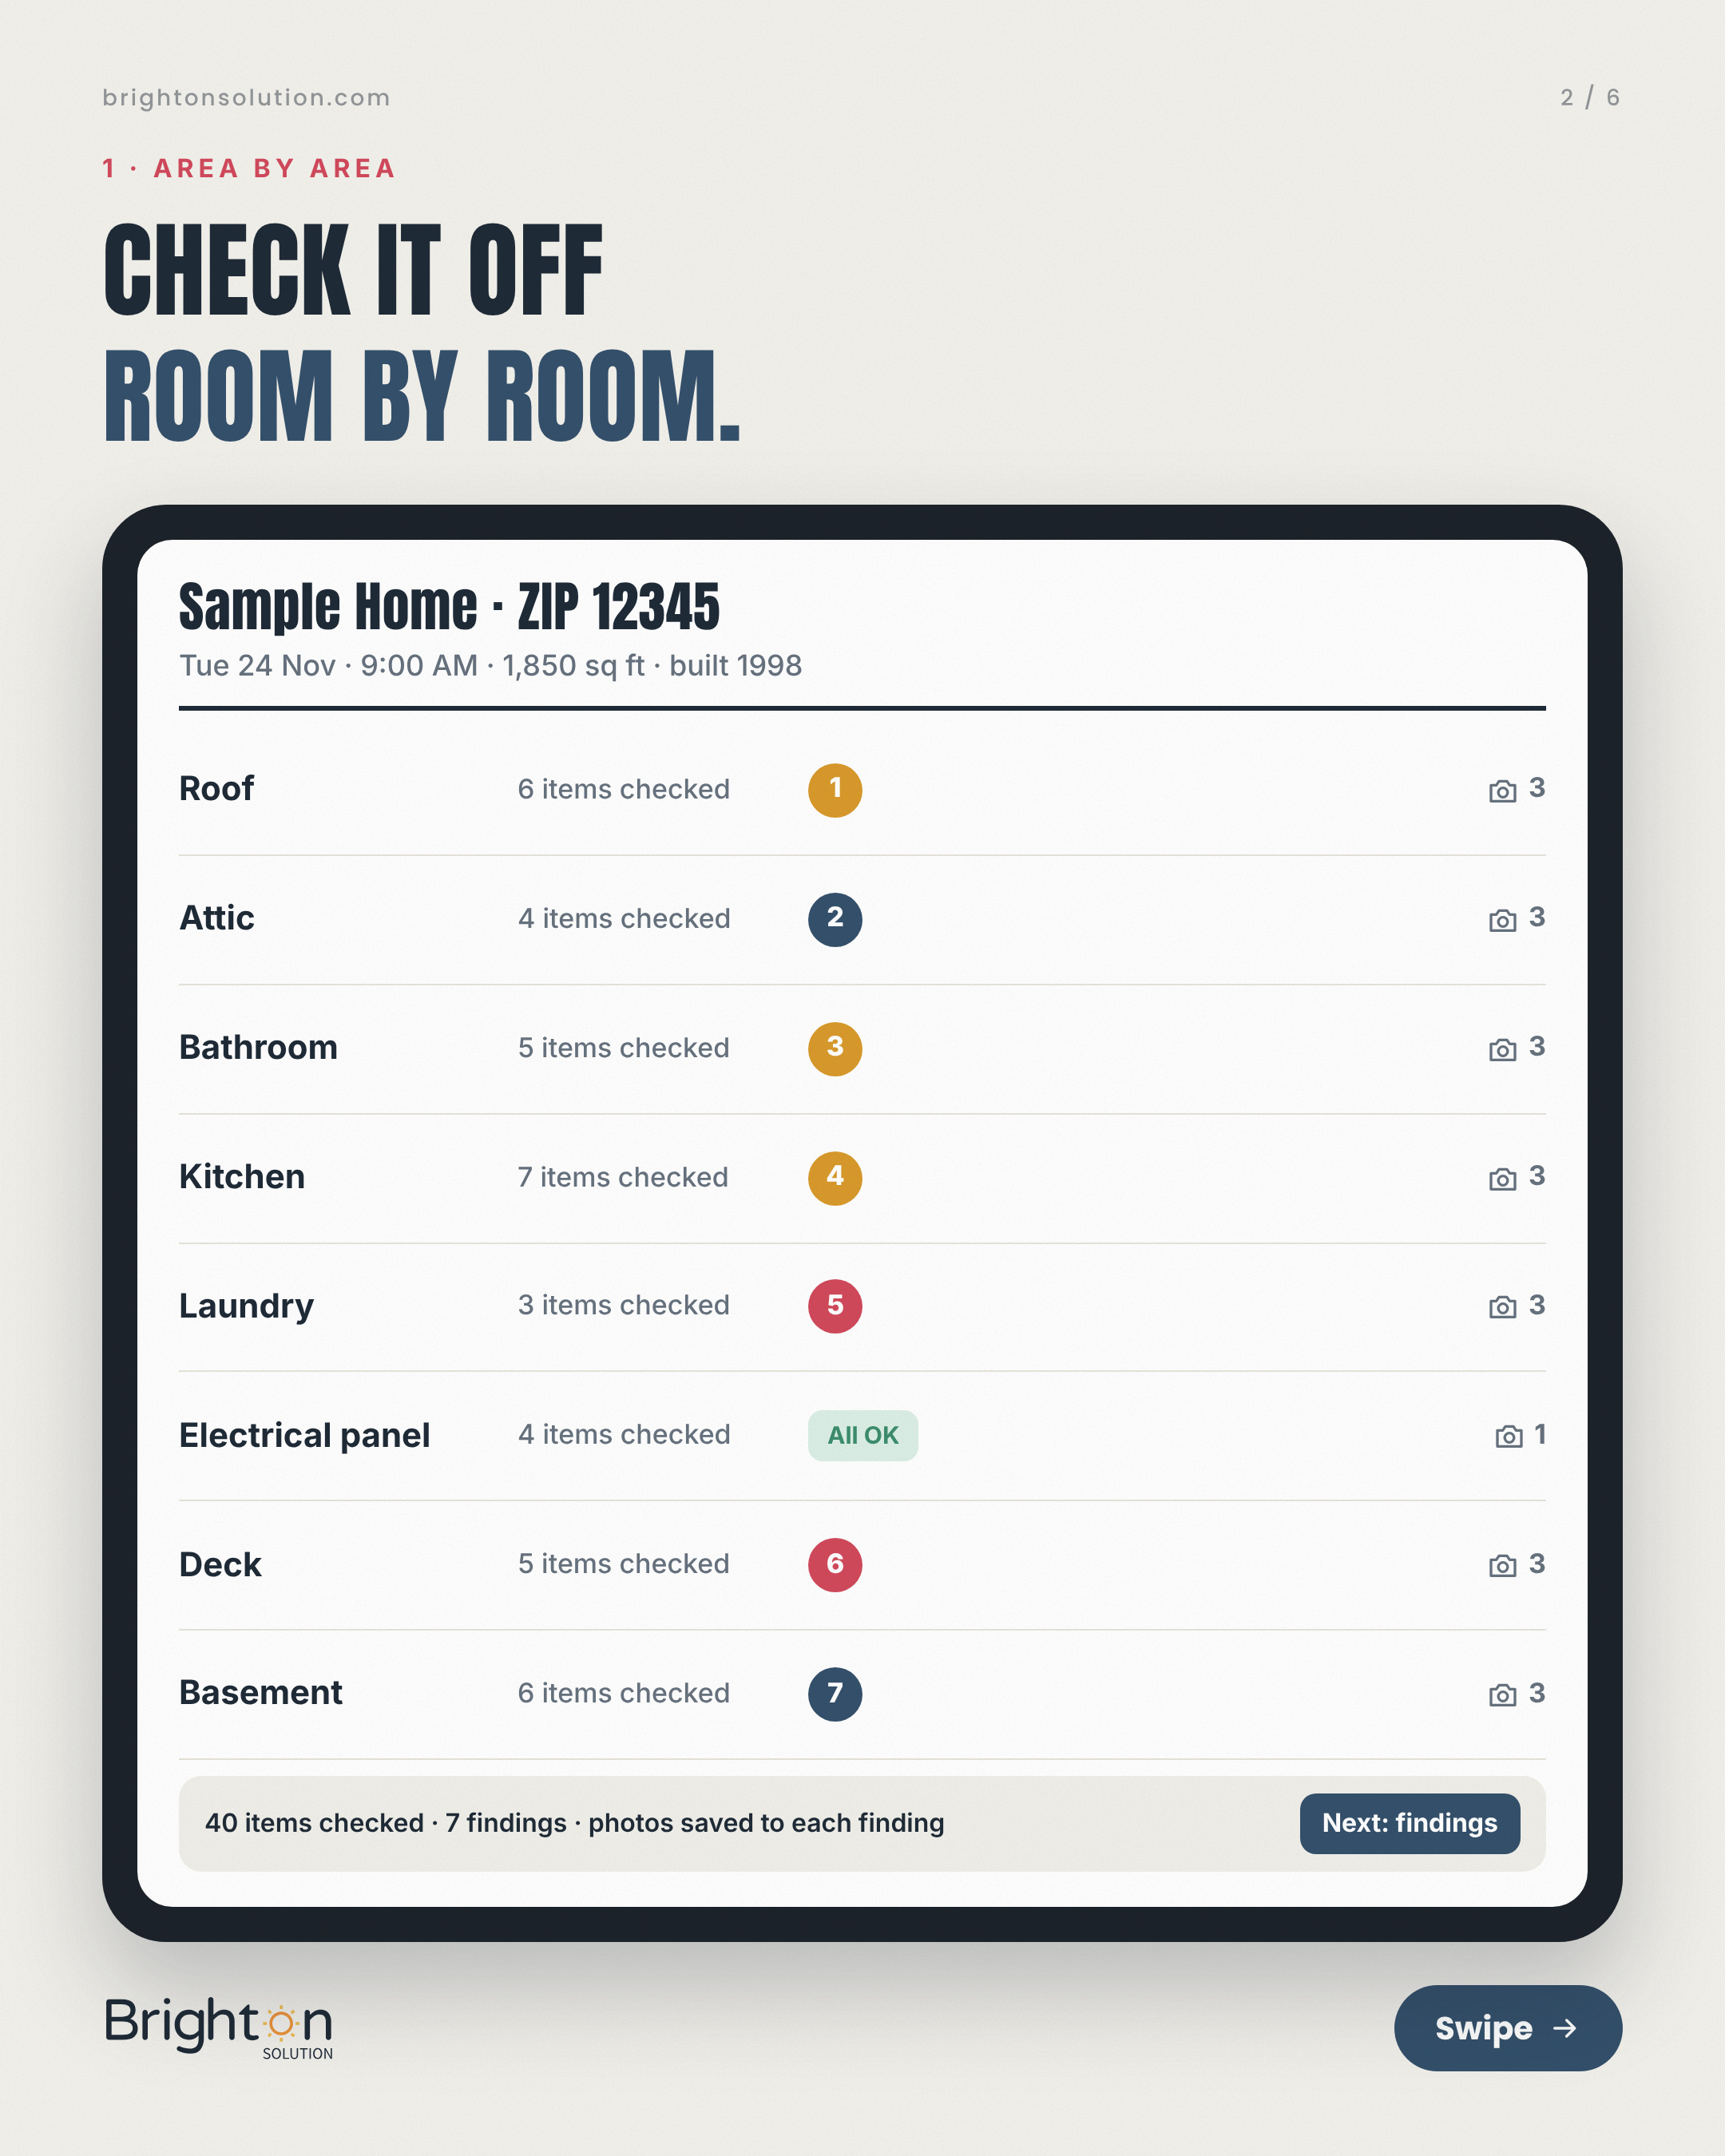 brightonsolution.com 2 / 6
1 · AREA BY AREA
CHECK IT OFF
ROOM BY ROOM.
Sample Home · ZIP 12345
Tue 24 Nov · 9:00 AM · 1,850 sq ft · built 1998
Roof 6 items checked 1 3
Attic 4 items checked 2 3
Bathroom 5 items checked 3 3
Kitchen 7 items checked 4 3
Laundry 3 items checked 5 3
Electrical panel 4 items checked All OK 1
Deck 5 items checked 6 3
Basement 6 items checked 7 3
40 items checked · 7 findings · photos saved to each finding Next: findings
Brighton Swipe →
SOLUTION